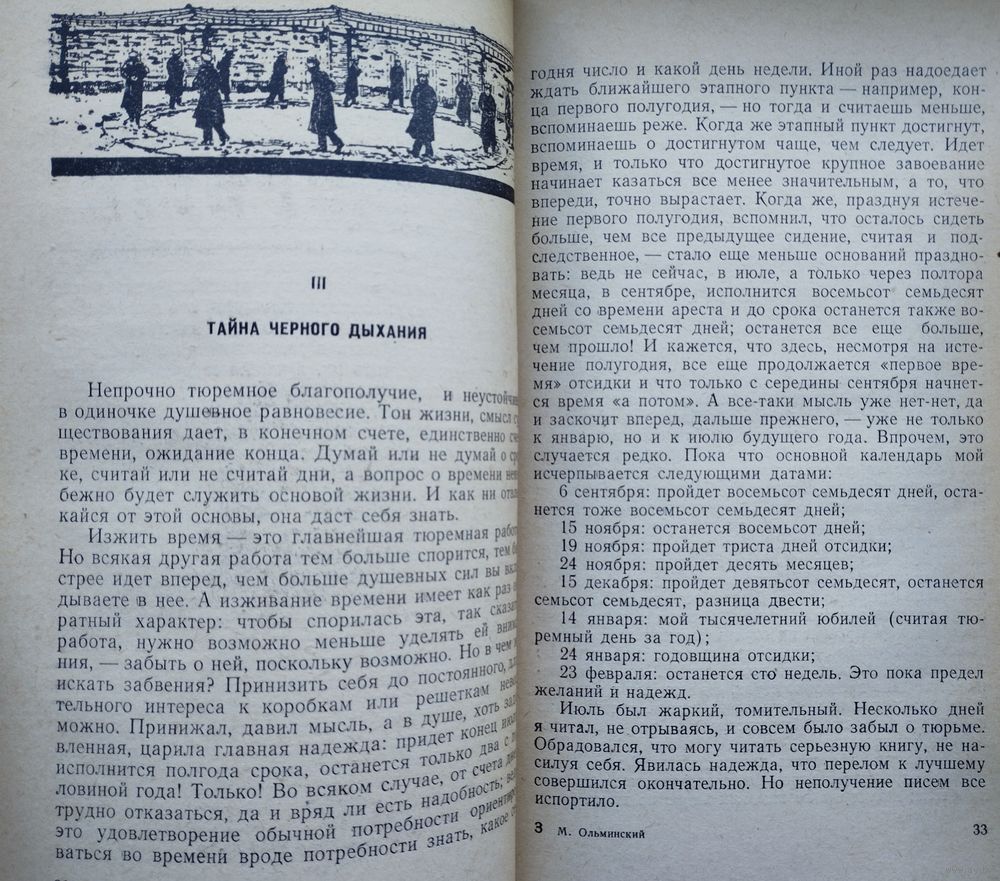 III
ТАЙНА ЧЕРНОГО ДЫХАНИЯ
Непрочно тюремное благополучие, и неустойчиво
в одиночке душевное равновесие. Тон жизни, смысл
ществования дает, в конечном счете, единственно
времени, ожидание конца. Думай или не думай о
ке, считай или не считай дни, а вопрос о времени
бежно будет служить основой жизни. И как ни
кайся от этой основы, она даст себя знать.
Изжить время — это главнейшая тюремная
Но всякая другая работа тем больше спорится, тем
стрее идет вперед, чем больше душевных сил вы
дываете в нее. А изживание времени имеет как раз
ратный характер: чтобы спорилась эта, так
работа, нужно возможно меньше уделять ей
ния, — забыть о ней, поскольку возможно. Но в чем
искать забвения? Принизить себя до постоянного,
тельного интереса к коробкам или решеткам
можно. Принижал, давил мысль, а в душе, хоть
вленная, царила главная надежда: придет конец
исполнится полгода срока, останется только два с
ловиной года! Только! Во всяком случае, от счета
трудно отказаться, да и вряд ли есть надобность;
это удовлетворение обычной потребности
ваться во времени вроде потребности знать, какое
годня число и какой день недели. Иной раз надоедает
ждать ближайшего этапного пункта — например, кон-
ца первого полугодия, — но тогда и считаешь меньше,
вспоминаешь реже. Когда же этапный пункт достигнут,
вспоминаешь о достигнутом чаще, чем следует. Идет
время, и только что достигнутое крупное завоевание
начинает казаться все менее значительным, а то, что
впереди, точно вырастает. Когда же, празднуя истече-
ние первого полугодия, вспомнил, что осталось сидеть
больше, чем все предыдущее сидение, считая и под-
следственное, — стало еще меньше оснований праздно-
вать: ведь не сейчас, в июле, а только через полтора
месяца, в сентябре, исполнится восемьсот семьдесят
дней со времени ареста и до срока останется также во-
семьсот семьдесят дней; останется все еще больше,
чем прошло! И кажется, что здесь, несмотря на исте-
чение полугодия, все еще продолжается «первое вре-
мя» отсидки и что только с середины сентября начнет-
ся время «а потом». А все-таки мысль уже нет-нет, да
и заскочит вперед, дальше прежнего, — уже не только
к январю, но и к июлю будущего года. Впрочем, это
случается редко. Пока что основной календарь мой
исчерпывается следующими датами:
6 сентября: пройдет восемьсот семьдесят дней, оста-
нется тоже восемьсот семьдесят дней;
15 ноября: останется восемьсот дней;
19 ноября: пройдет триста дней отсидки;
24 ноября: пройдет десять месяцев;
15 декабря: пройдет девятьсот семьдесят, останется
семьсот семьдесят, разница двести;
14 января: мой тысячелетний юбилей (считая тю-
ремный день за год);
24 января: годовщина отсидки;
23 февраля: останется сто недель. Это пока предел
желаний и надежд.
Июль был жаркий, томительный. Несколько дней
я читал, не отрываясь, и совсем было забыл о тюрьме.
Обрадовался, что могу читать серьезную книгу, не на-
силуя себя. Явилась надежда, что перелом к лучшему
совершился окончательно. Но неполучение писем все
испортило.
3 М. Ольминский
33